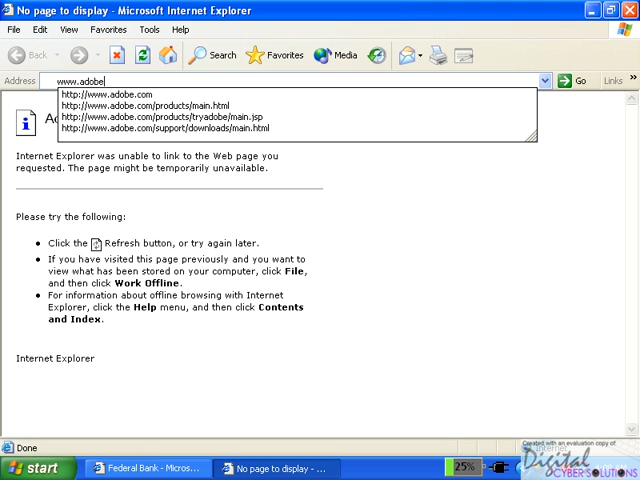 No page to display - Microsoft Internet Explorer
File Edit View Favorites Tools Help
Back Search Favorites Media
Address www.adobe Go Links »
http://www.adobe.com
http://www.adobe.com/products/main.html
http://www.adobe.com/products/tryadobe/main.jsp
http://www.adobe.com/support/downloads/main.html
Internet Explorer was unable to link to the Web page you
requested. The page might be temporarily unavailable.
Please try the following:
• Click the Refresh button, or try again later.
• If you have visited this page previously and you want to
view what has been stored on your computer, click File,
and then click Work Offline.
• For information about offline browsing with Internet
Explorer, click the Help menu, and then click Contents
and Index.
Internet Explorer
Done Internet
Created with an evaluation copy of
Digital
CYBER SOLUTIONS
start Federal Bank - Micros... No page to display - ... 25%